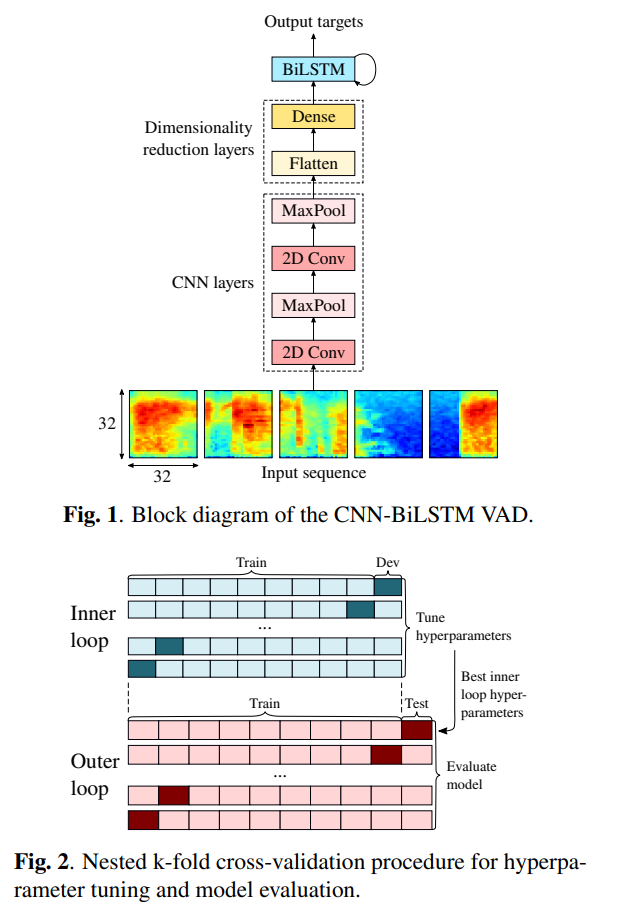 Output targets
BiLSTM
Dense
Dimensionality
reduction layers
Flatten
MaxPool
2D Conv
CNN layers
MaxPool
2D Conv
32
32
Input sequence
Fig. 1. Block diagram of the CNN-BiLSTM VAD.
Train
Dev
Inner
loop
...
Tune
hyperparameters
Best inner
loop hyper-
parameters
Train
Test
Outer
loop
...
Evaluate
model
Fig. 2. Nested k-fold cross-validation procedure for hyperpa-
rameter tuning and model evaluation.